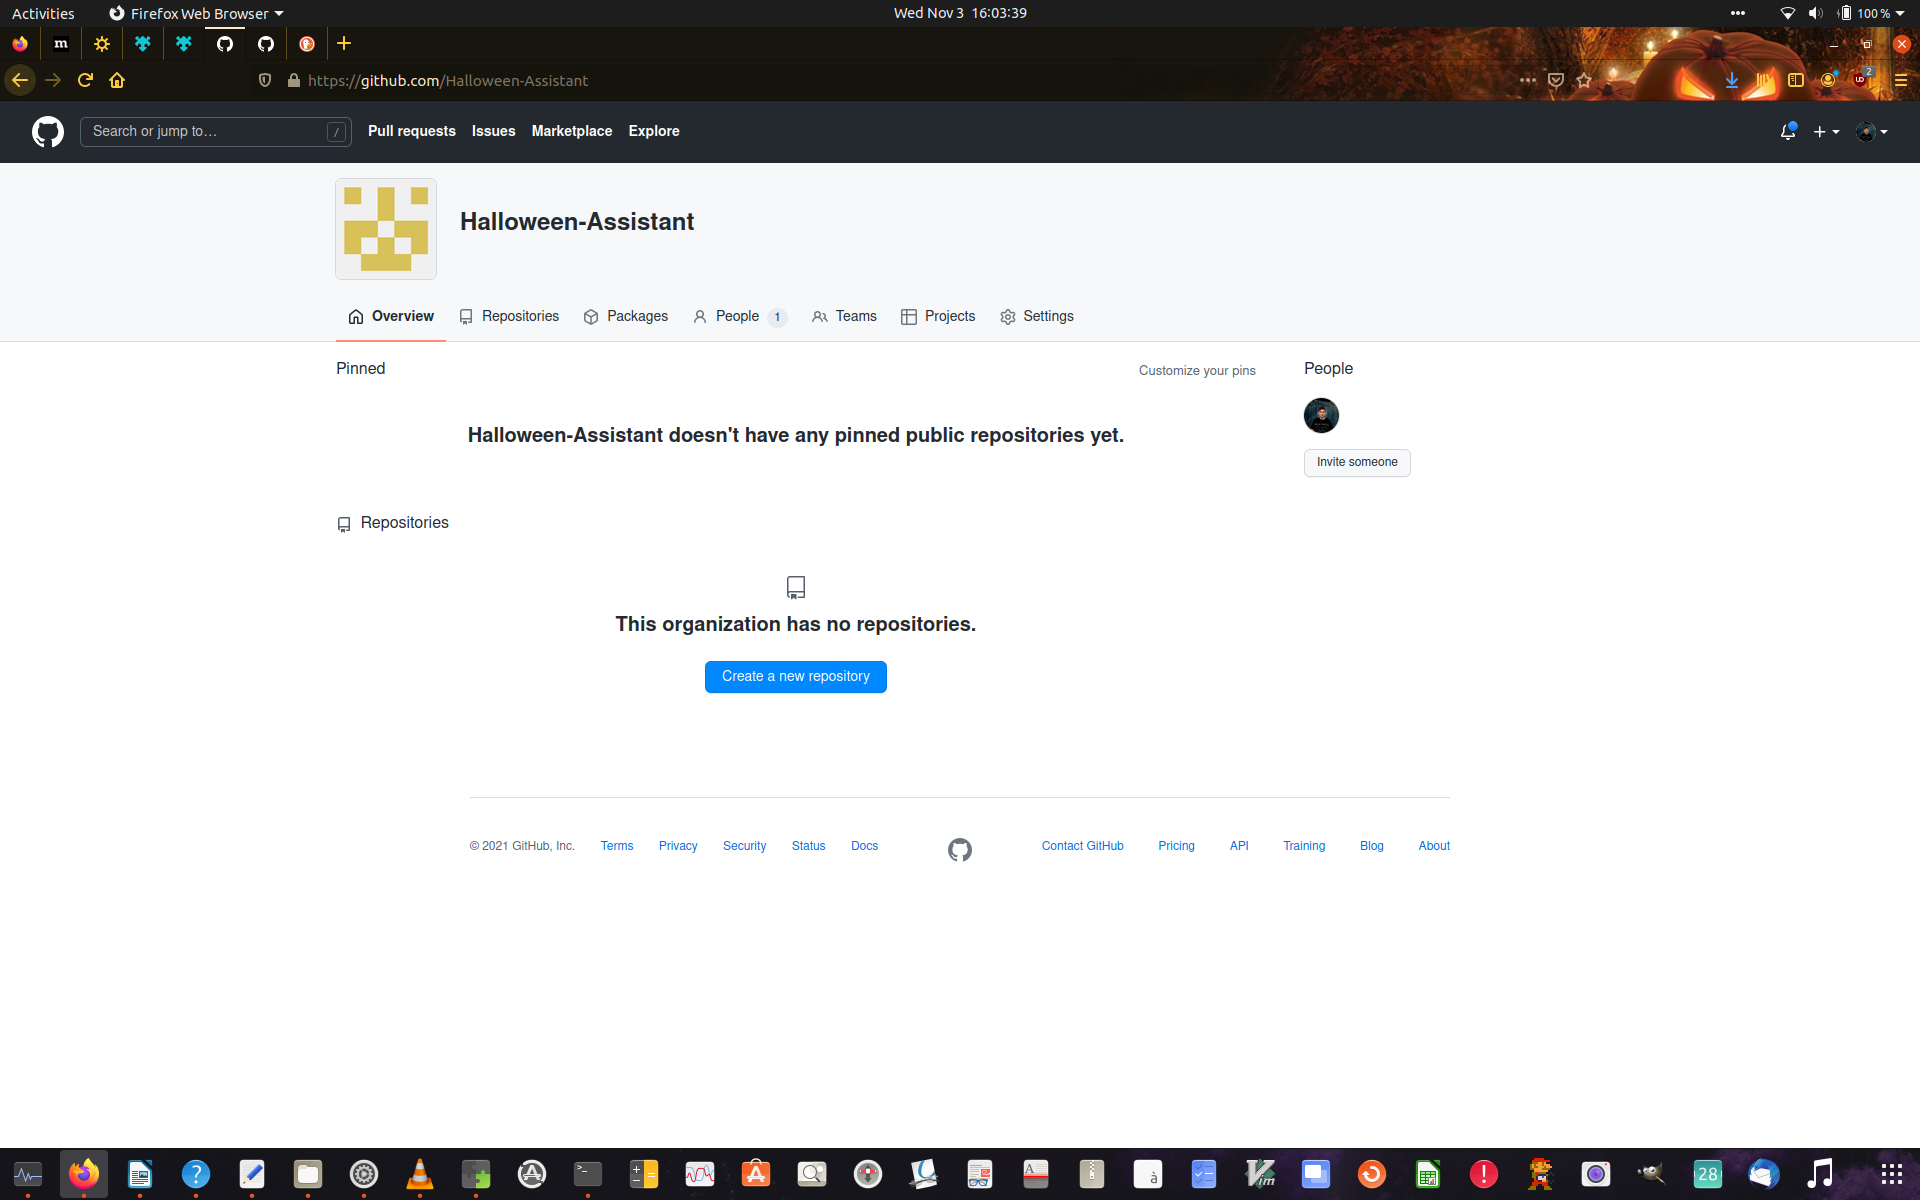 Activities Firefox Web Browser Wed Nov 3 16:03:39 100 %
m
https://github.com/Halloween-Assistant 2
Search or jump to… / Pull requests Issues Marketplace Explore
Halloween-Assistant
Overview Repositories Packages People 1 Teams Projects Settings
Pinned Customize your pins People
Halloween-Assistant doesn't have any pinned public repositories yet.
Invite someone
Repositories
This organization has no repositories.
Create a new repository
© 2021 GitHub, Inc. Terms Privacy Security Status Docs Contact GitHub Pricing API Training Blog About
28